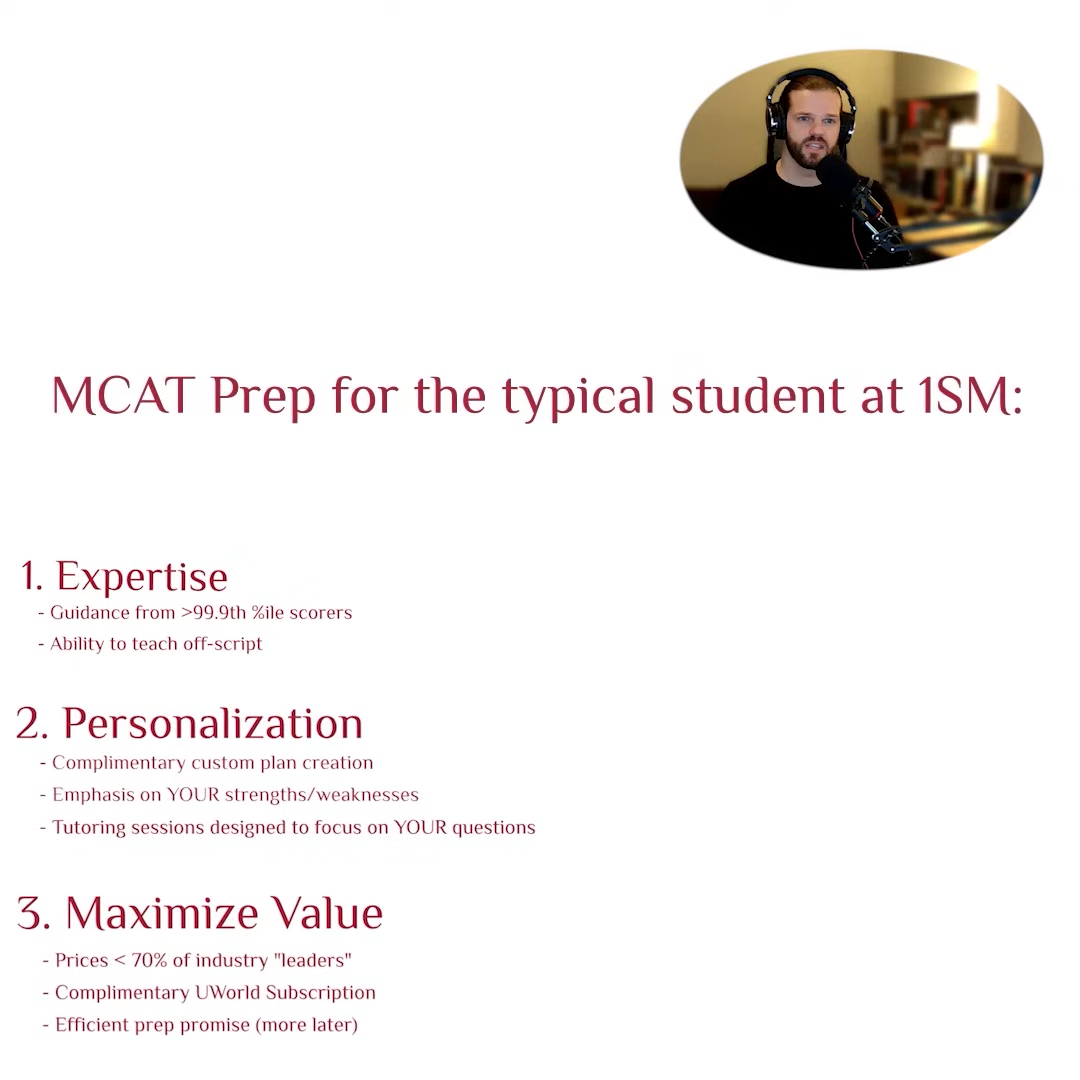 MCAT Prep for the typical student at 1SM:
1. Expertise
- Guidance from >99.9th %ile scorers
- Ability to teach off-script
2. Personalization
- Complimentary custom plan creation
- Emphasis on YOUR strengths/weaknesses
- Tutoring sessions designed to focus on YOUR questions
3. Maximize Value
- Prices < 70% of industry "leaders"
- Complimentary UWorld Subscription
- Efficient prep promise (more later)